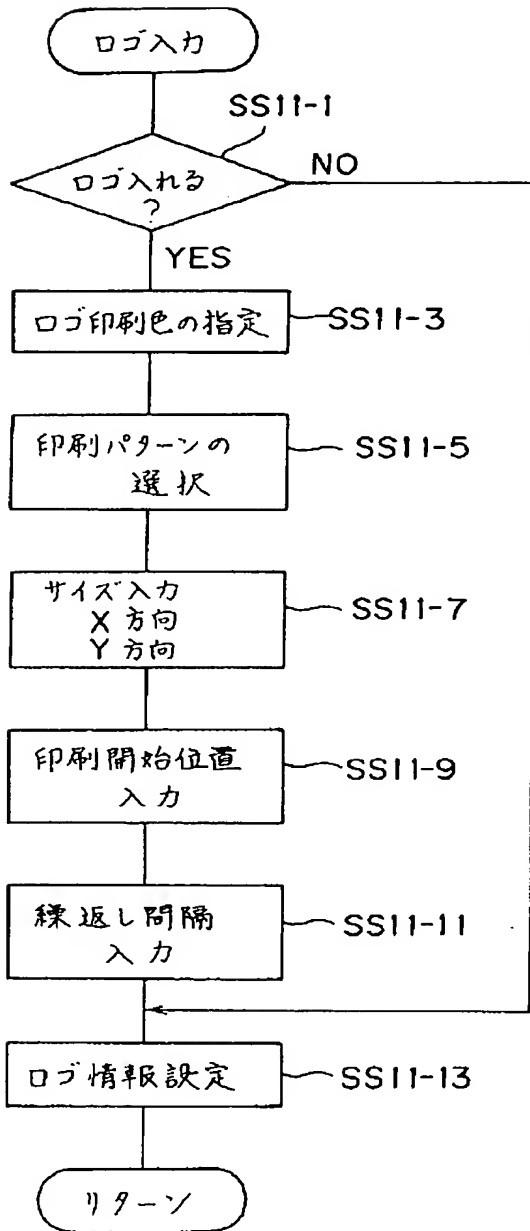 ロゴ入力
SS11-1
ロゴ入れる
?
NO
YES
ロゴ印刷色の指定
SS11-3
印刷パターンの
選択
SS11-5
サイズ入力
X方向
Y方向
SS11-7
印刷開始位置
入力
SS11-9
繰返し間隔
入力
SS11-11
ロゴ情報設定
SS11-13
リターン